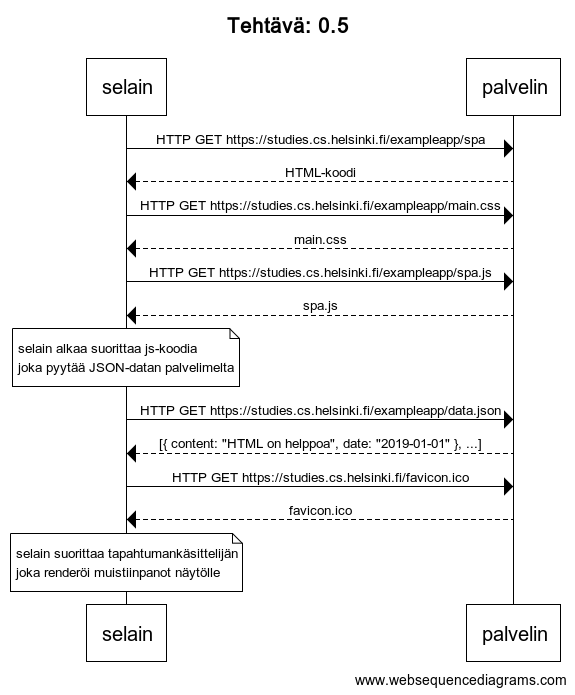 Tehtävä: 0.5
selain
palvelin
HTTP GET https://studies.cs.helsinki.fi/exampleapp/spa
HTML-koodi
HTTP GET https://studies.cs.helsinki.fi/exampleapp/main.css
main.css
HTTP GET https://studies.cs.helsinki.fi/exampleapp/spa.js
spa.js
selain alkaa suorittaa js-koodia
joka pyytää JSON-datan palvelimelta
HTTP GET https://studies.cs.helsinki.fi/exampleapp/data.json
[{ content: "HTML on helppoa", date: "2019-01-01" }, ...]
HTTP GET https://studies.cs.helsinki.fi/favicon.ico
favicon.ico
selain suorittaa tapahtumankäsittelijän
joka renderöi muistiinpanot näytölle
selain
palvelin
www.websequencediagrams.com